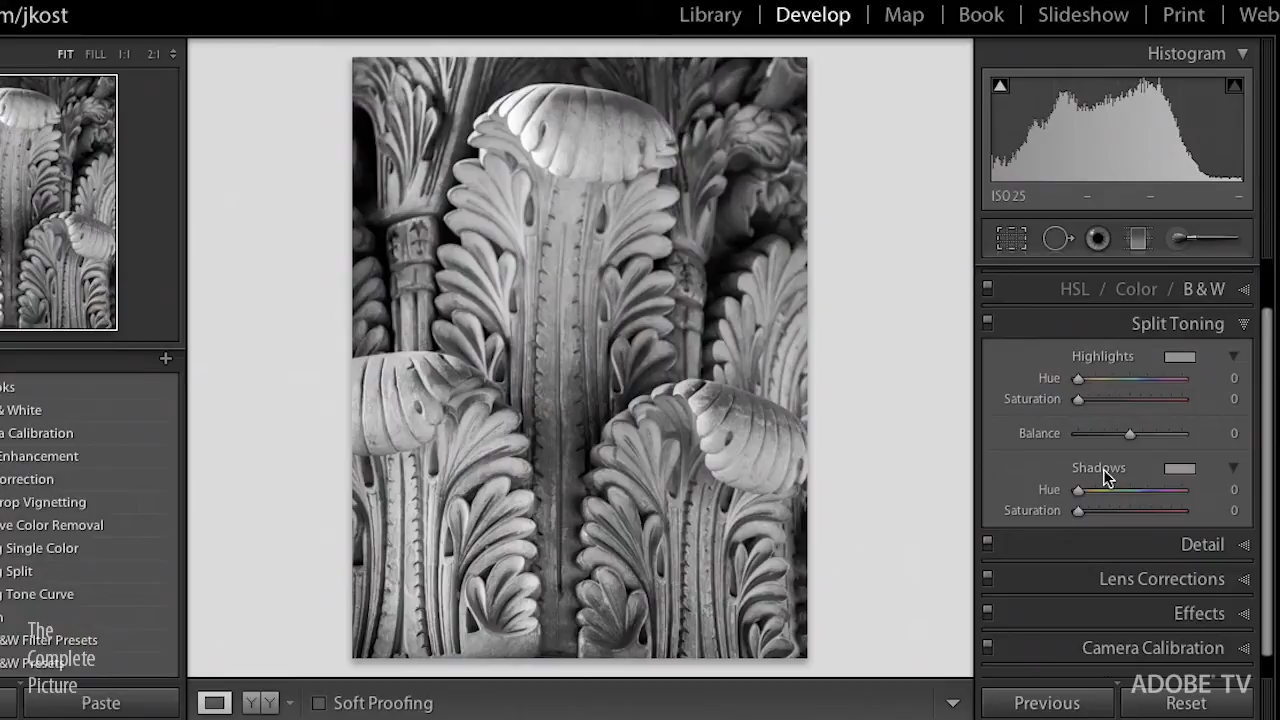 m/jkost
Library | Develop | Map | Book | Slideshow | Print | Web
FIT FILL 1:1 2:1
Histogram
ISO 25 – – –
HSL / Color / B & W
Split Toning
Highlights
Hue 0
Saturation 0
Balance 0
Shadows
Hue 0
Saturation 0
Detail
Lens Corrections
Effects
Camera Calibration
oks
& White
a Calibration
Enhancement
orrection
rop Vignetting
ve Color Removal
g Single Color
g Split
g Tone Curve
n
&W Filter Presets
&W Presets
The
Complete
Picture
Paste
YY
Soft Proofing
Previous
Reset
ADOBE® TV